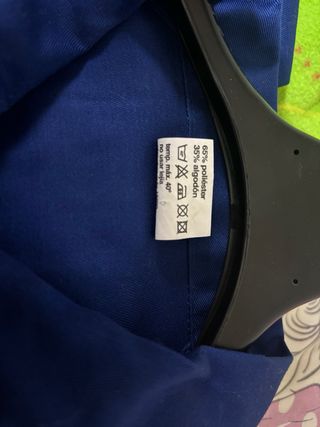 65% poliéster
35% algodón
temp. máx. 40°
no usar lejía